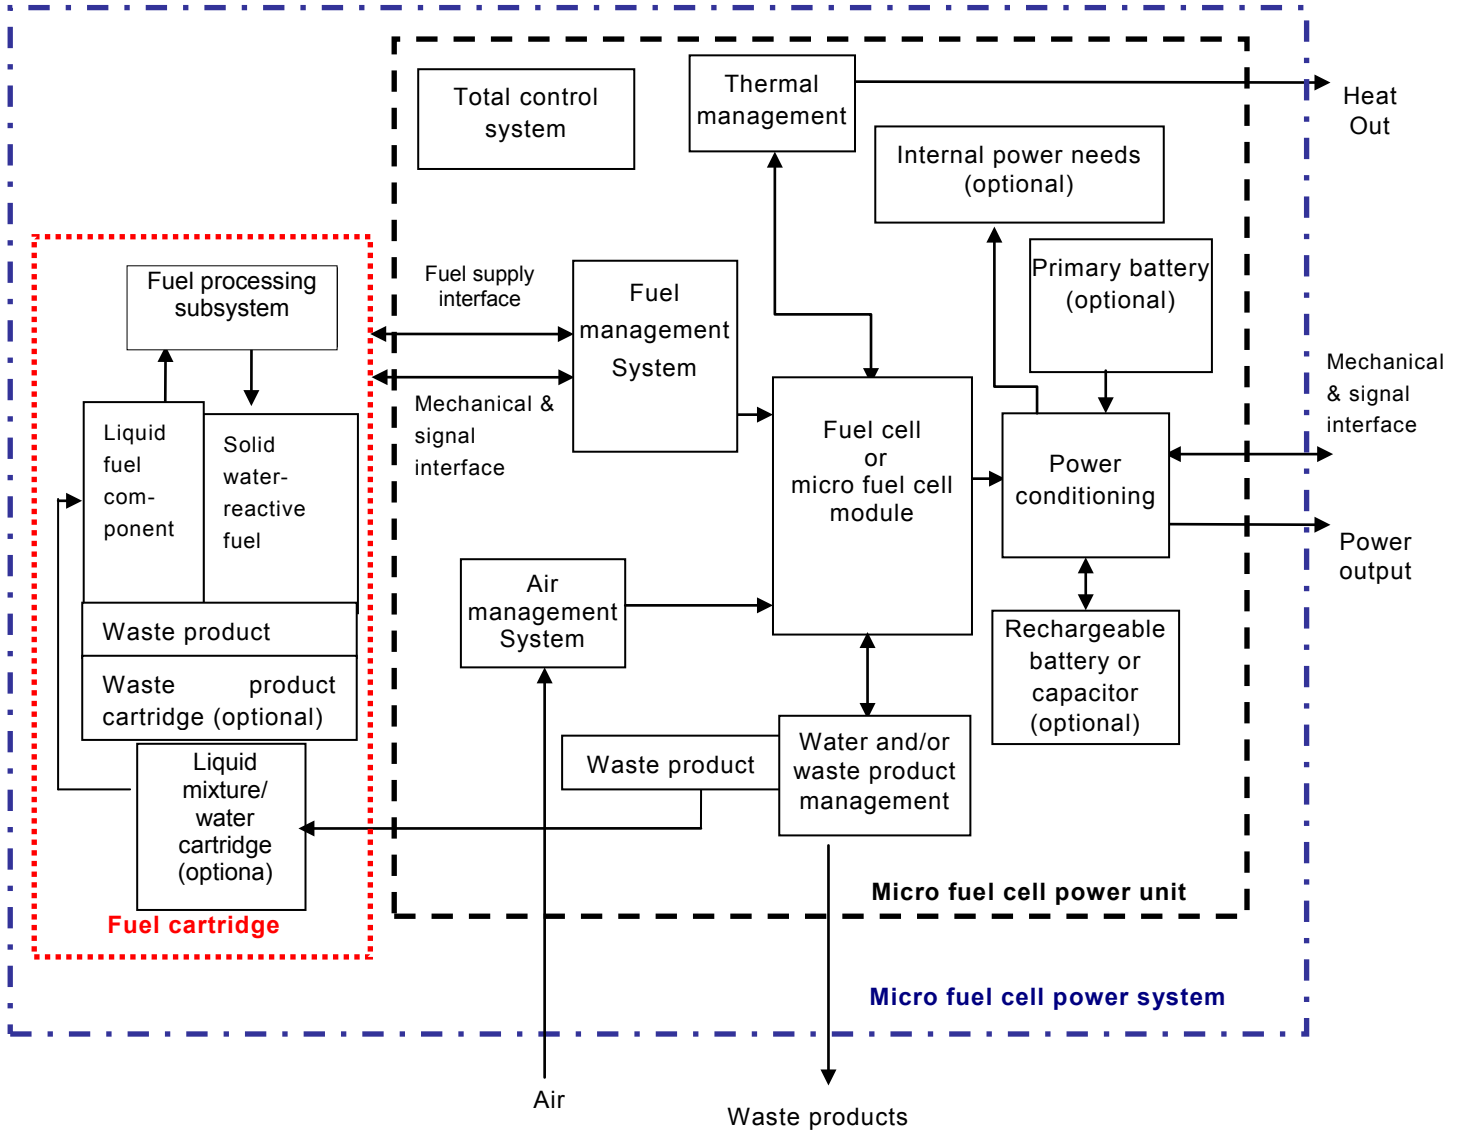 Total control
system
Thermal
management
Heat
Out
Internal power needs
(optional)
Primary battery
(optional)
Fuel processing
subsystem
Fuel supply
interface
Fuel
management
System
Mechanical &
signal
interface
Mechanical
& signal
interface
Liquid
fuel
com-
ponent
Solid
water-
reactive
fuel
Fuel cell
or
micro fuel cell
module
Power
conditioning
Power
output
Air
management
System
Waste product
Waste product
cartridge (optional)
Rechargeable
battery or
capacitor
(optional)
Liquid
mixture/
water
cartridge
(optiona)
Waste product
Water and/or
waste product
management
Fuel cartridge
Micro fuel cell power unit
Micro fuel cell power system
Air
Waste products